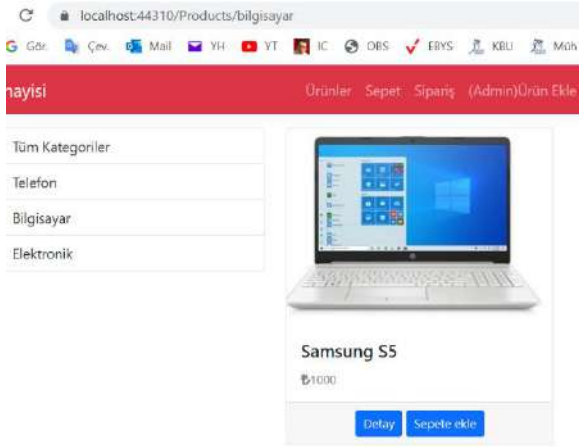 localhost:44310/Products/bilgisayar
Gör. Çev. Mail YH YT IC OBS EBYS KBU Müh
nayisi Ürünler Sepet Sipariş (Admin)Ürün Ekle
Tüm Kategoriler
Telefon
Bilgisayar
Elektronik
Samsung S5
₺1000
Detay Sepete ekle